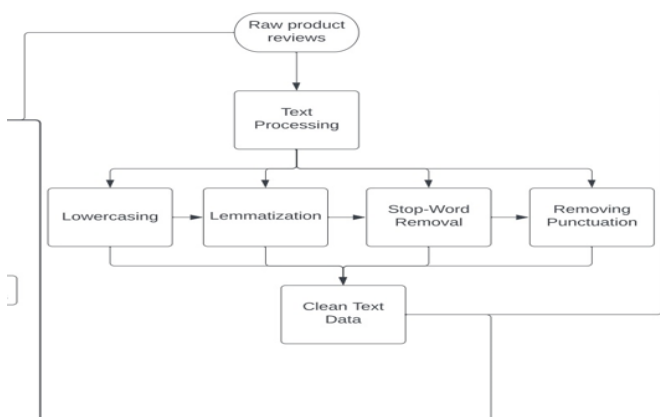 Raw product
reviews
Text
Processing
Lowercasing
Lemmatization
Stop-Word
Removal
Removing
Punctuation
Clean Text
Data